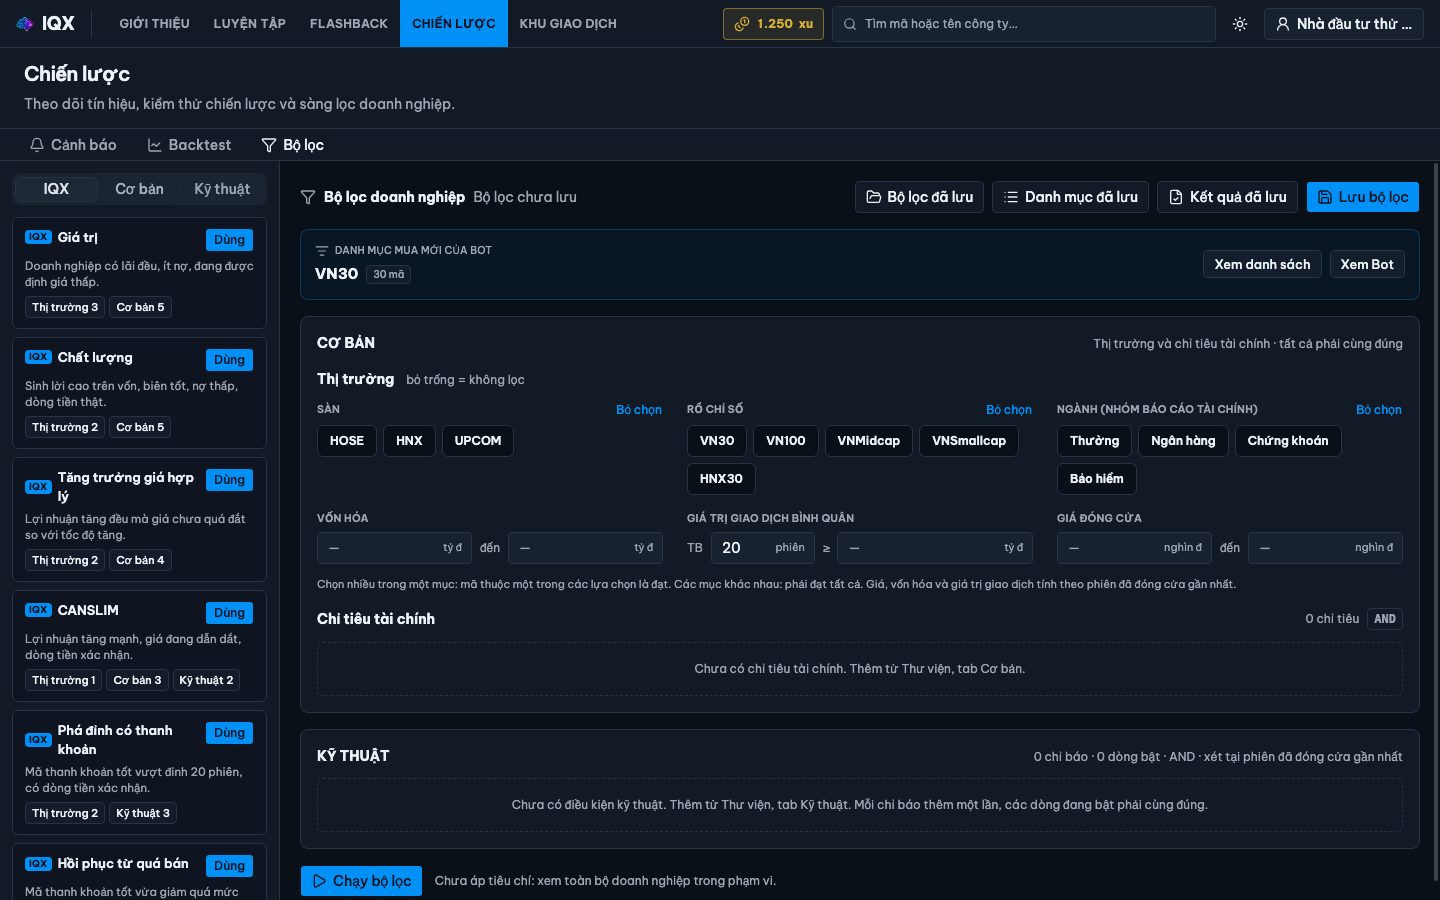 IQX
GIỚI THIỆU
LUYỆN TẬP
FLASHBACK
CHIẾN LƯỢC
KHU GIAO DỊCH
1.250 xu
Tìm mã hoặc tên công ty...
Nhà đầu tư thử ...
Chiến lược
Theo dõi tín hiệu, kiểm thử chiến lược và sàng lọc doanh nghiệp.
Cảnh báo
Backtest
Bộ lọc
IQX
Cơ bản
Kỹ thuật
IQX Giá trị
Dùng
Doanh nghiệp có lãi đều, ít nợ, đang được
định giá thấp.
Thị trường 3
Cơ bản 5
IQX Chất lượng
Dùng
Sinh lời cao trên vốn, biên tốt, nợ thấp,
dòng tiền thật.
Thị trường 2
Cơ bản 5
IQX Tăng trưởng giá hợp
lý
Dùng
Lợi nhuận tăng đều mà giá chưa quá đắt
so với tốc độ tăng.
Thị trường 2
Cơ bản 4
IQX CANSLIM
Dùng
Lợi nhuận tăng mạnh, giá đang dẫn dắt,
dòng tiền xác nhận.
Thị trường 1
Cơ bản 3
Kỹ thuật 2
IQX Phá đỉnh có thanh
khoản
Dùng
Mã thanh khoản tốt vượt đỉnh 20 phiên,
có dòng tiền xác nhận.
Thị trường 2
Kỹ thuật 3
IQX Hồi phục từ quá bán
Dùng
Mã thanh khoản tốt vừa giảm quá mức
Bộ lọc doanh nghiệp Bộ lọc chưa lưu
Bộ lọc đã lưu
Danh mục đã lưu
Kết quả đã lưu
Lưu bộ lọc
DANH MỤC MUA MỚI CỦA BOT
VN30 30 mã
Xem danh sách
Xem Bot
CƠ BẢN
Thị trường và chỉ tiêu tài chính · tất cả phải cùng đúng
Thị trường bỏ trống = không lọc
SÀN
Bỏ chọn
HOSE
HNX
UPCOM
RỔ CHỈ SỐ
Bỏ chọn
VN30
VN100
VNMidcap
VNSmallcap
HNX30
NGÀNH (NHÓM BÁO CÁO TÀI CHÍNH)
Bỏ chọn
Thường
Ngân hàng
Chứng khoán
Bảo hiểm
VỐN HÓA
— tỷ đ đến — tỷ đ
GIÁ TRỊ GIAO DỊCH BÌNH QUÂN
TB 20 phiên ≥ — tỷ đ
GIÁ ĐÓNG CỬA
— nghìn đ đến — nghìn đ
Chọn nhiều trong một mục: mã thuộc một trong các lựa chọn là đạt. Các mục khác nhau: phải đạt tất cả. Giá, vốn hóa và giá trị giao dịch tính theo phiên đã đóng cửa gần nhất.
Chỉ tiêu tài chính
0 chỉ tiêu AND
Chưa có chỉ tiêu tài chính. Thêm từ Thư viện, tab Cơ bản.
KỸ THUẬT
0 chỉ báo · 0 dòng bật · AND · xét tại phiên đã đóng cửa gần nhất
Chưa có điều kiện kỹ thuật. Thêm từ Thư viện, tab Kỹ thuật. Mỗi chỉ báo thêm một lần, các dòng đang bật phải cùng đúng.
Chạy bộ lọc
Chưa áp tiêu chí: xem toàn bộ doanh nghiệp trong phạm vi.